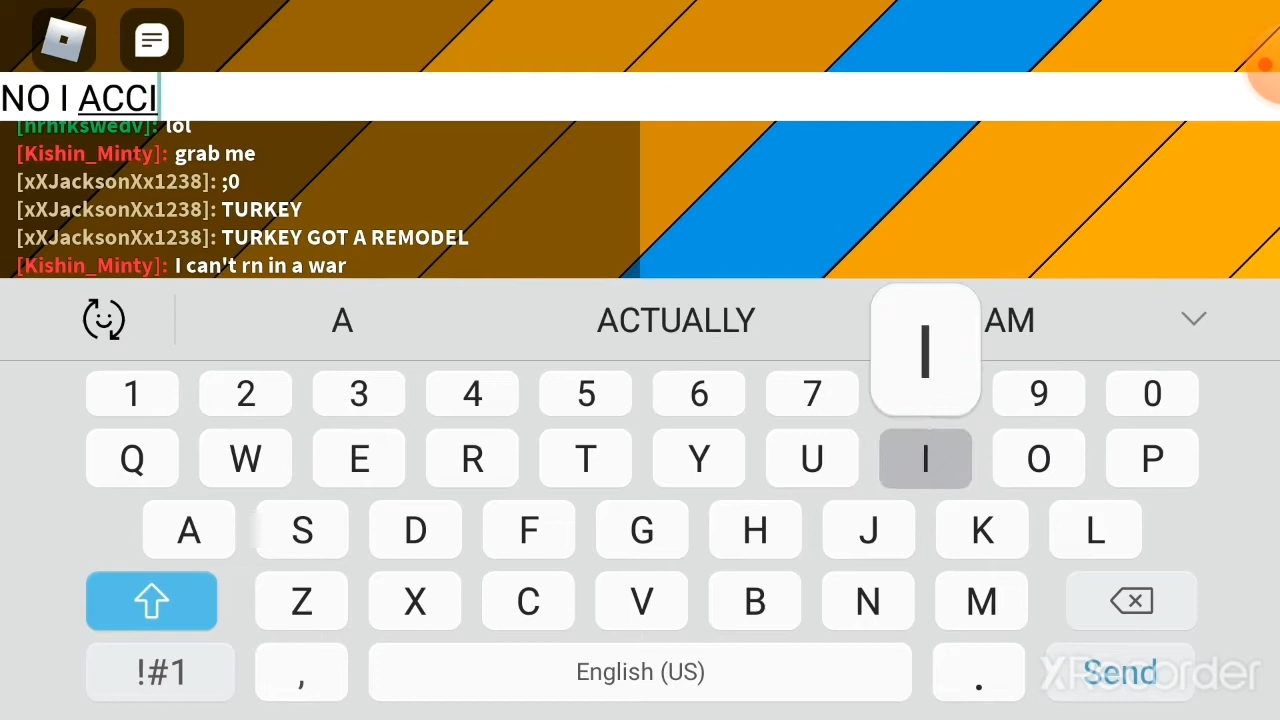 NO I ACCI
[hrhfkswedv]: lol
[Kishin_Minty]: grab me
[xXJacksonXx1238]: ;0
[xXJacksonXx1238]: TURKEY
[xXJacksonXx1238]: TURKEY GOT A REMODEL
[Kishin_Minty]: I can't rn in a war
A ACTUALLY AM
I
1 2 3 4 5 6 7 9 0
Q W E R T Y U I O P
A S D F G H J K L
Z X C V B N M
!#1 , English (US) . Send
XRecorder